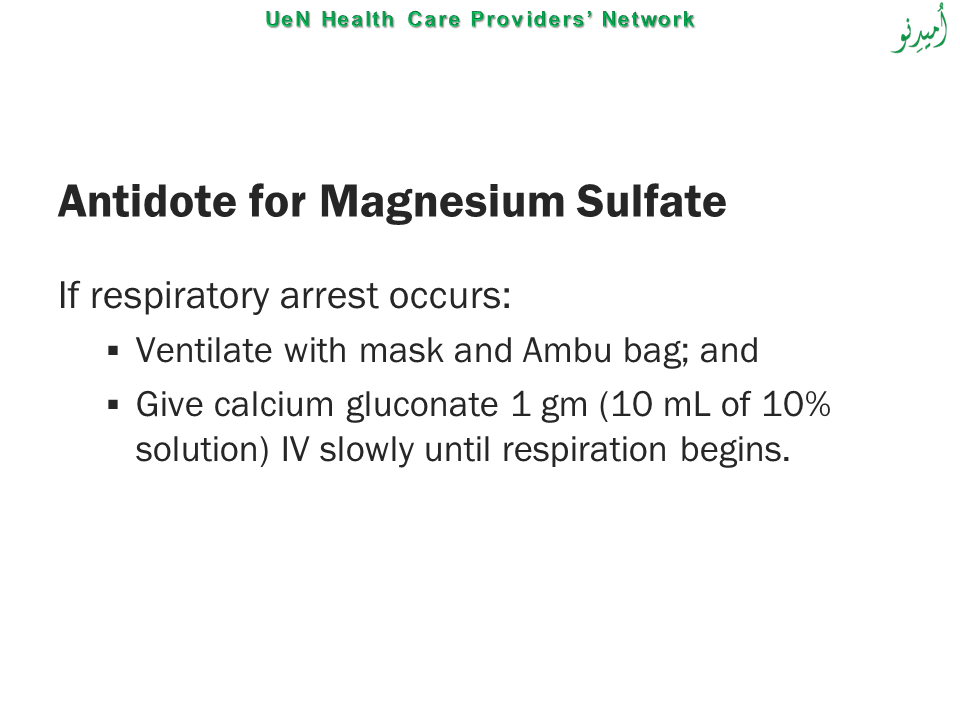 UeN Health Care Providers’ Network
اُمیدِنو
Antidote for Magnesium Sulfate
If respiratory arrest occurs:
▪ Ventilate with mask and Ambu bag; and
▪ Give calcium gluconate 1 gm (10 mL of 10%
solution) IV slowly until respiration begins.